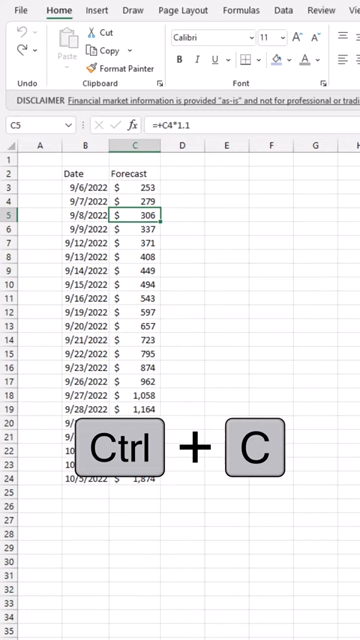 File Home Insert Draw Page Layout Formulas Data Review
Cut
Calibri 11 A A
Copy
Paste
B I U A
Format Painter
Undo Clipboard Font
DISCLAIMER Financial market information is provided "as-is" and not for professional or tradi
C5 fx =+C4*1.1
A B C D E F G
1
2 Date Forecast
3 9/6/2022 $ 253
4 9/7/2022 $ 279
5 9/8/2022 $ 306
6 9/9/2022 $ 337
7 9/12/2022 $ 371
8 9/13/2022 $ 408
9 9/14/2022 $ 449
10 9/15/2022 $ 494
11 9/16/2022 $ 543
12 9/19/2022 $ 597
13 9/20/2022 $ 657
14 9/21/2022 $ 723
15 9/22/2022 $ 795
16 9/23/2022 $ 874
17 9/26/2022 $ 962
18 9/27/2022 $ 1,058
19 9/28/2022 $ 1,164
20
21
22
23
24 10/5/2022 $ 1,874
Ctrl + C
25
26
27
28
29
30
31
32
33
34
35